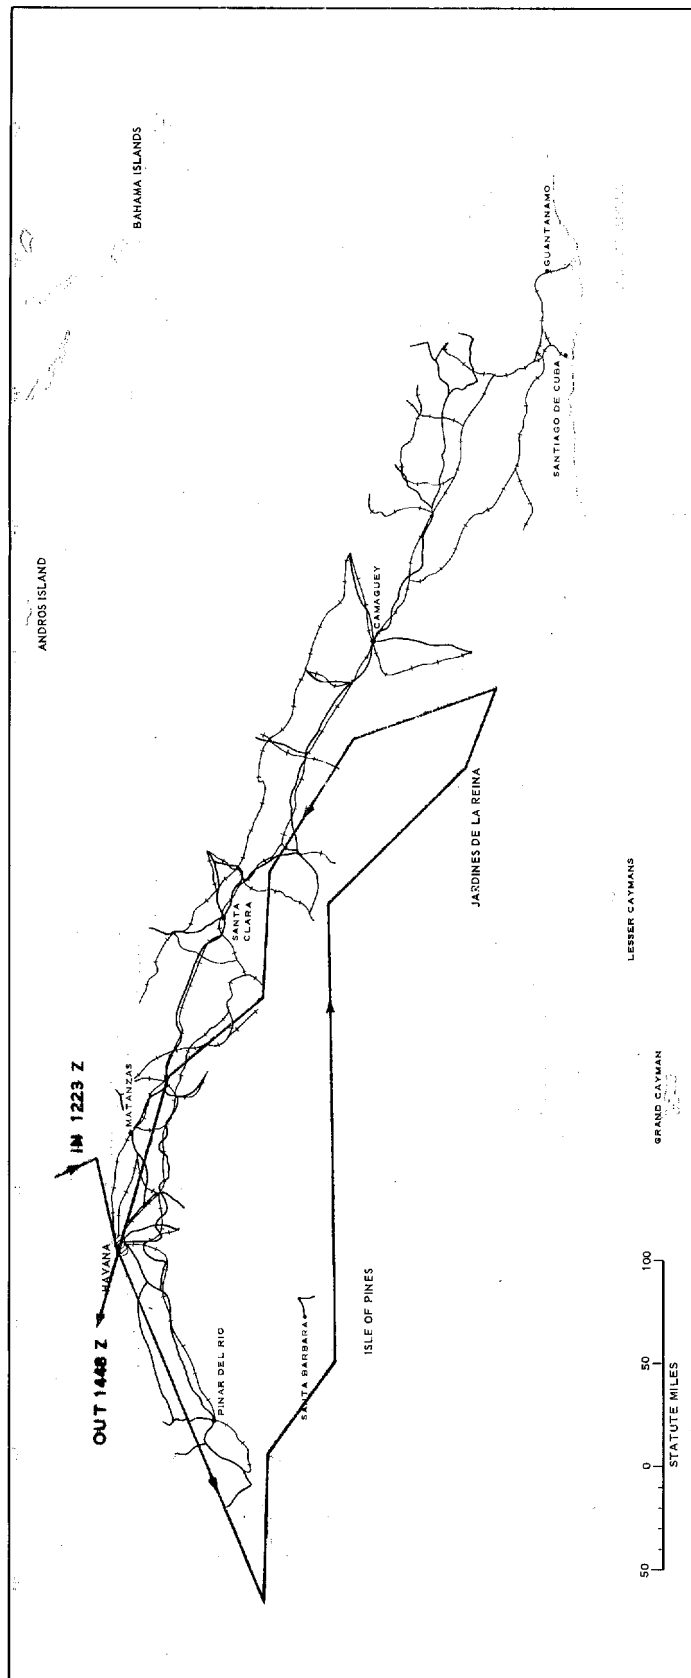 IN 1223 Z
OUT 1448 Z
HAVANA
MATANZAS
PINAR DEL RIO
SANTA BARBARA
ISLE OF PINES
SANTA
CLARA
CAMAGUEY
JARDINES DE LA REINA
SANTIAGO DE CUBA
GUANTANAMO
BAHAMA ISLANDS
ANDROS ISLAND
LESSER CAYMANS
GRAND CAYMAN
50 0 50 100
STATUTE MILES